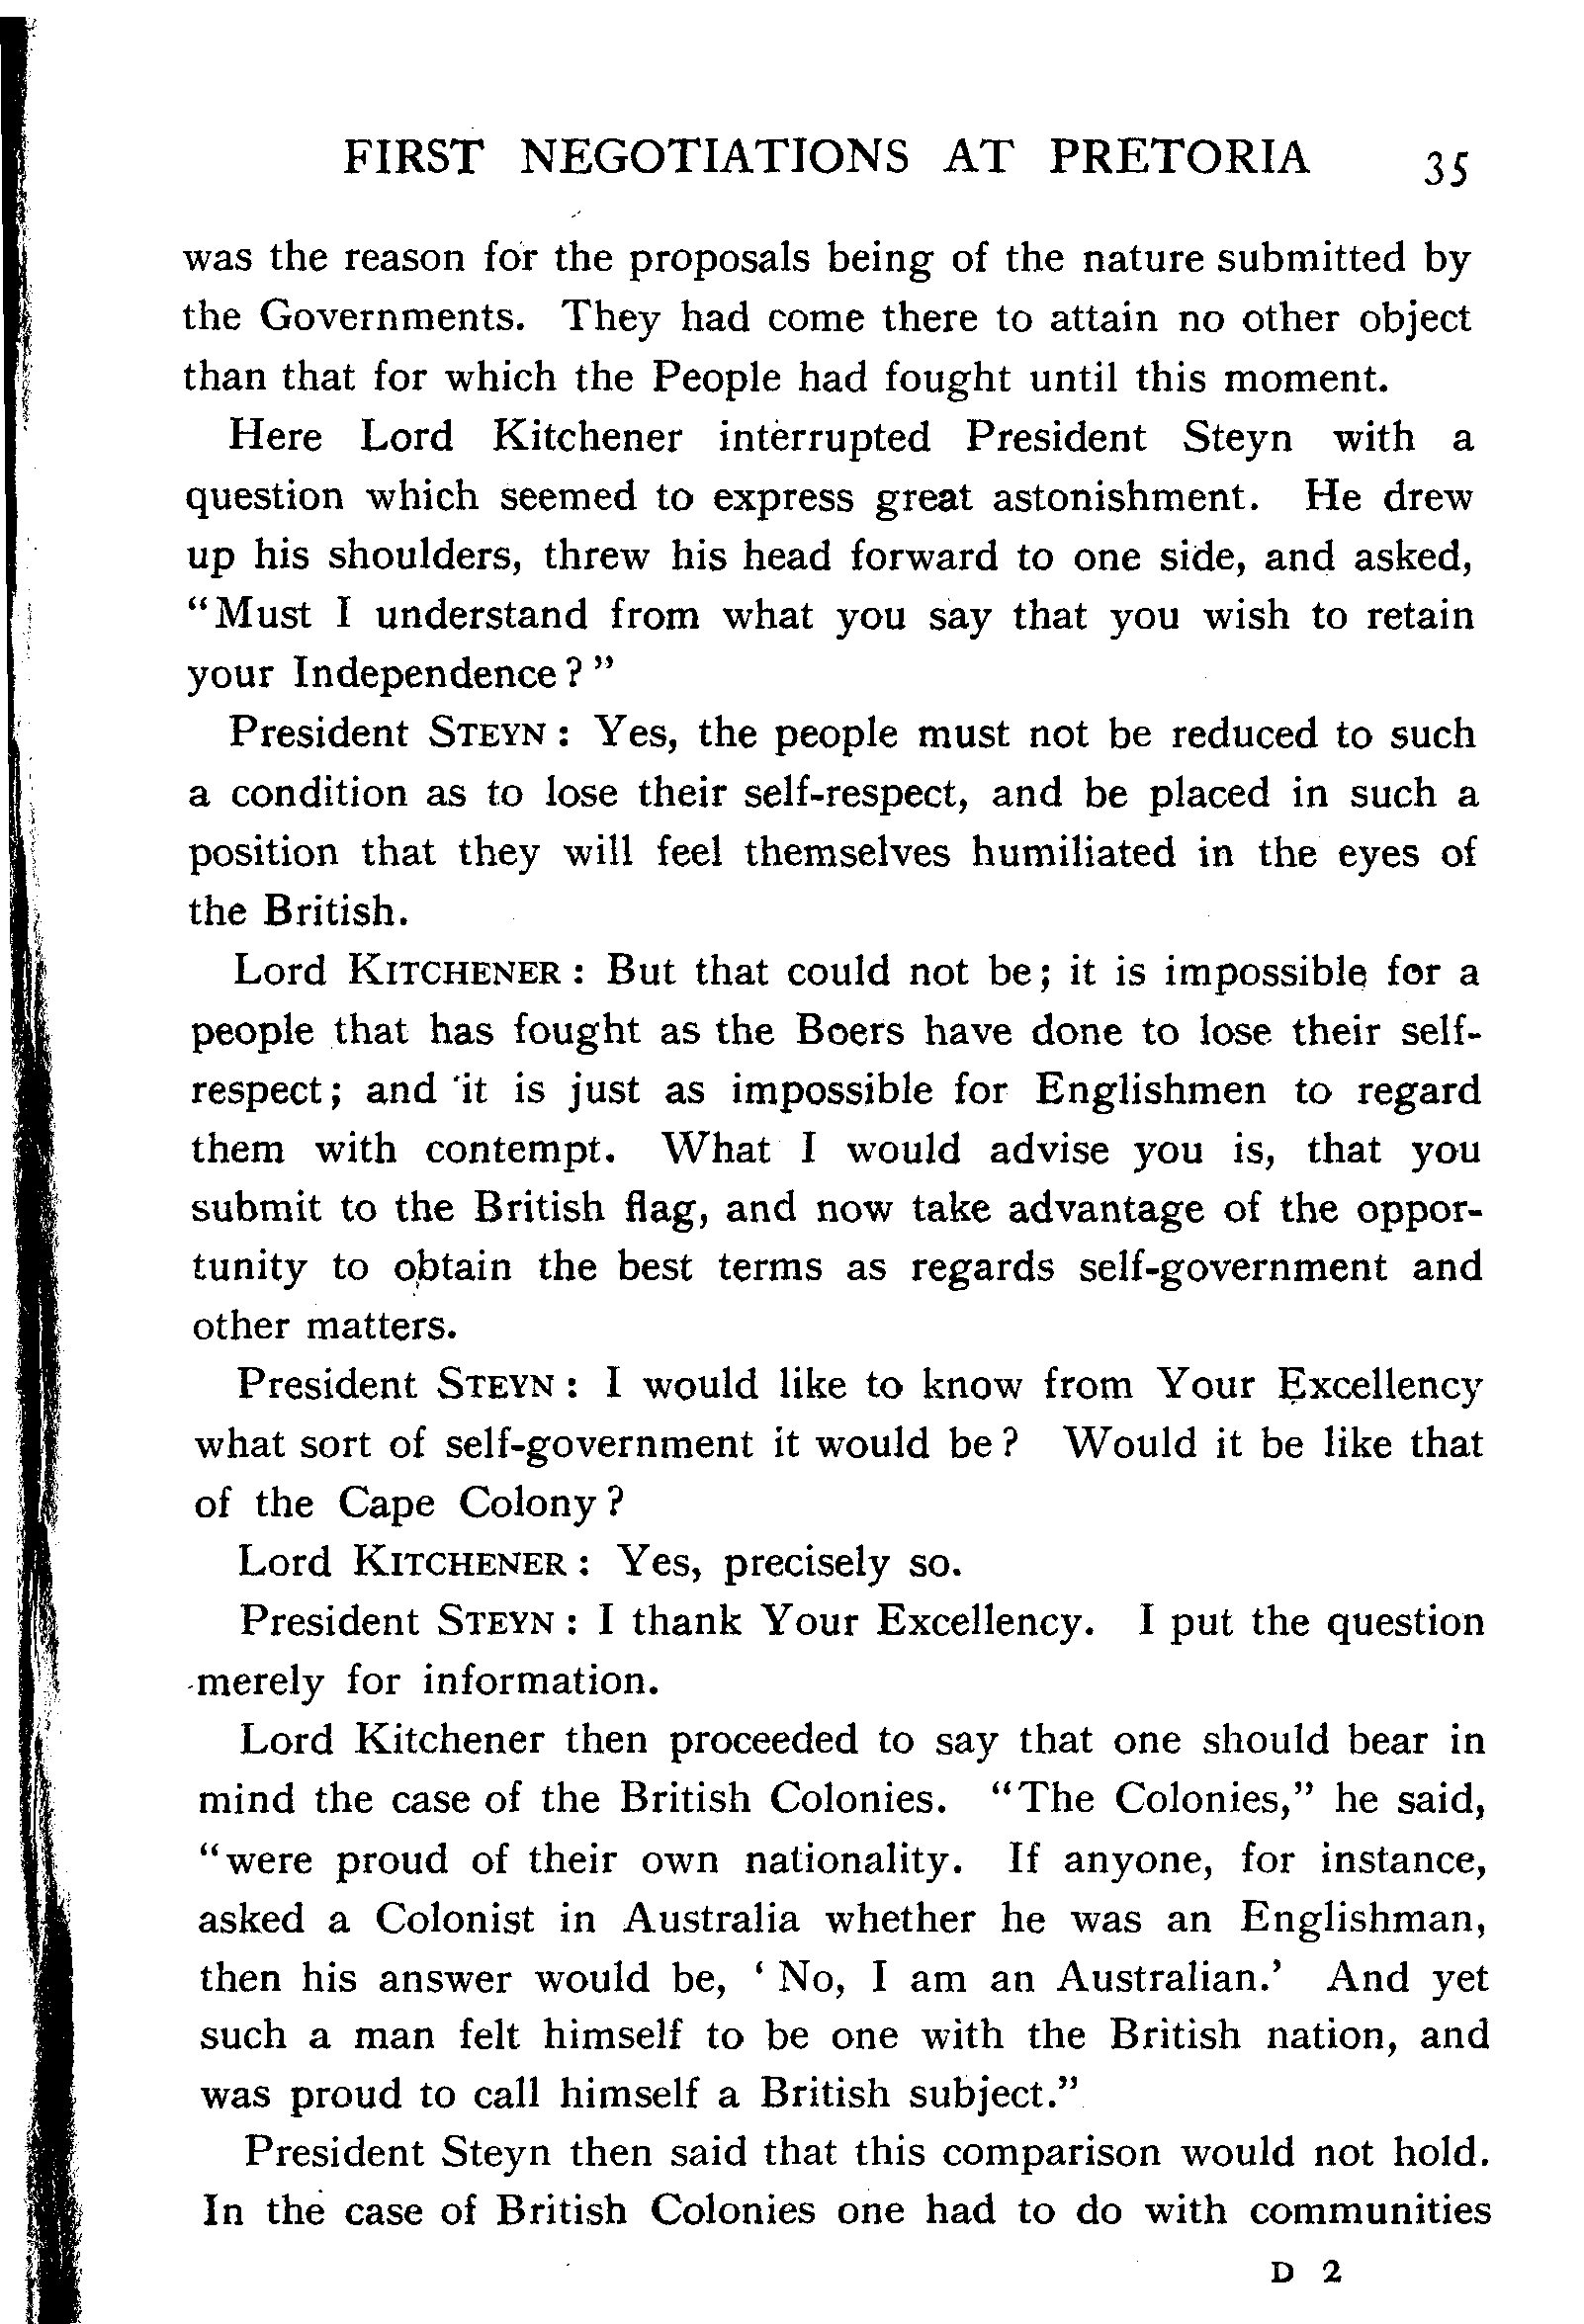 FIRST NEGOTIATIONS AT PRETORIA 35
was the reason for the proposals being of the nature submitted by
the Governments. They had come there to attain no other object
than that for which the People had fought until this moment.
Here Lord Kitchener interrupted President Steyn with a
question which seemed to express great astonishment. He drew
up his shoulders, threw his head forward to one side, and asked,
“Must I understand from what you say that you wish to retain
your Independence?”
President STEYN: Yes, the people must not be reduced to such
a condition as to lose their self-respect, and be placed in such a
position that they will feel themselves humiliated in the eyes of
the British.
Lord KITCHENER: But that could not be; it is impossible for a
people that has fought as the Boers have done to lose their self-
respect; and it is just as impossible for Englishmen to regard
them with contempt. What I would advise you is, that you
submit to the British flag, and now take advantage of the oppor-
tunity to obtain the best terms as regards self-government and
other matters.
President STEYN: I would like to know from Your Excellency
what sort of self-government it would be? Would it be like that
of the Cape Colony?
Lord KITCHENER: Yes, precisely so.
President STEYN: I thank Your Excellency. I put the question
merely for information.
Lord Kitchener then proceeded to say that one should bear in
mind the case of the British Colonies. “The Colonies,” he said,
“were proud of their own nationality. If anyone, for instance,
asked a Colonist in Australia whether he was an Englishman,
then his answer would be, ‘No, I am an Australian.’ And yet
such a man felt himself to be one with the British nation, and
was proud to call himself a British subject.”
President Steyn then said that this comparison would not hold.
In the case of British Colonies one had to do with communities
D 2